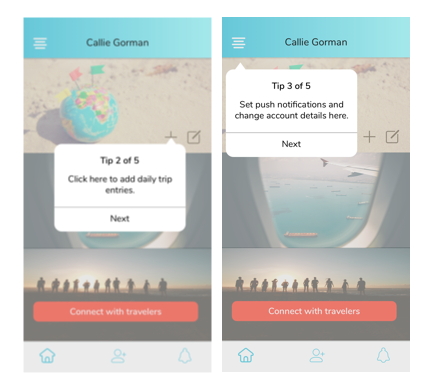 Callie Gorman
Tip 2 of 5
Click here to add daily trip
entries.
Next
Connect with travelers
Callie Gorman
Tip 3 of 5
Set push notifications and
change account details here.
Next
Connect with travelers